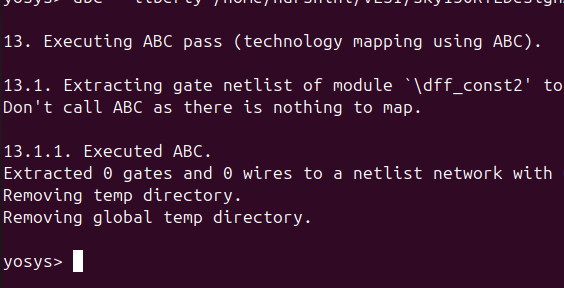 yosys> abc -liberty /home/harshini/VLSI/sky130RTLDesign
13. Executing ABC pass (technology mapping using ABC).
13.1. Extracting gate netlist of module `\dff_const2' to
Don't call ABC as there is nothing to map.
13.1.1. Executed ABC.
Extracted 0 gates and 0 wires to a netlist network with
Removing temp directory.
Removing global temp directory.
yosys>